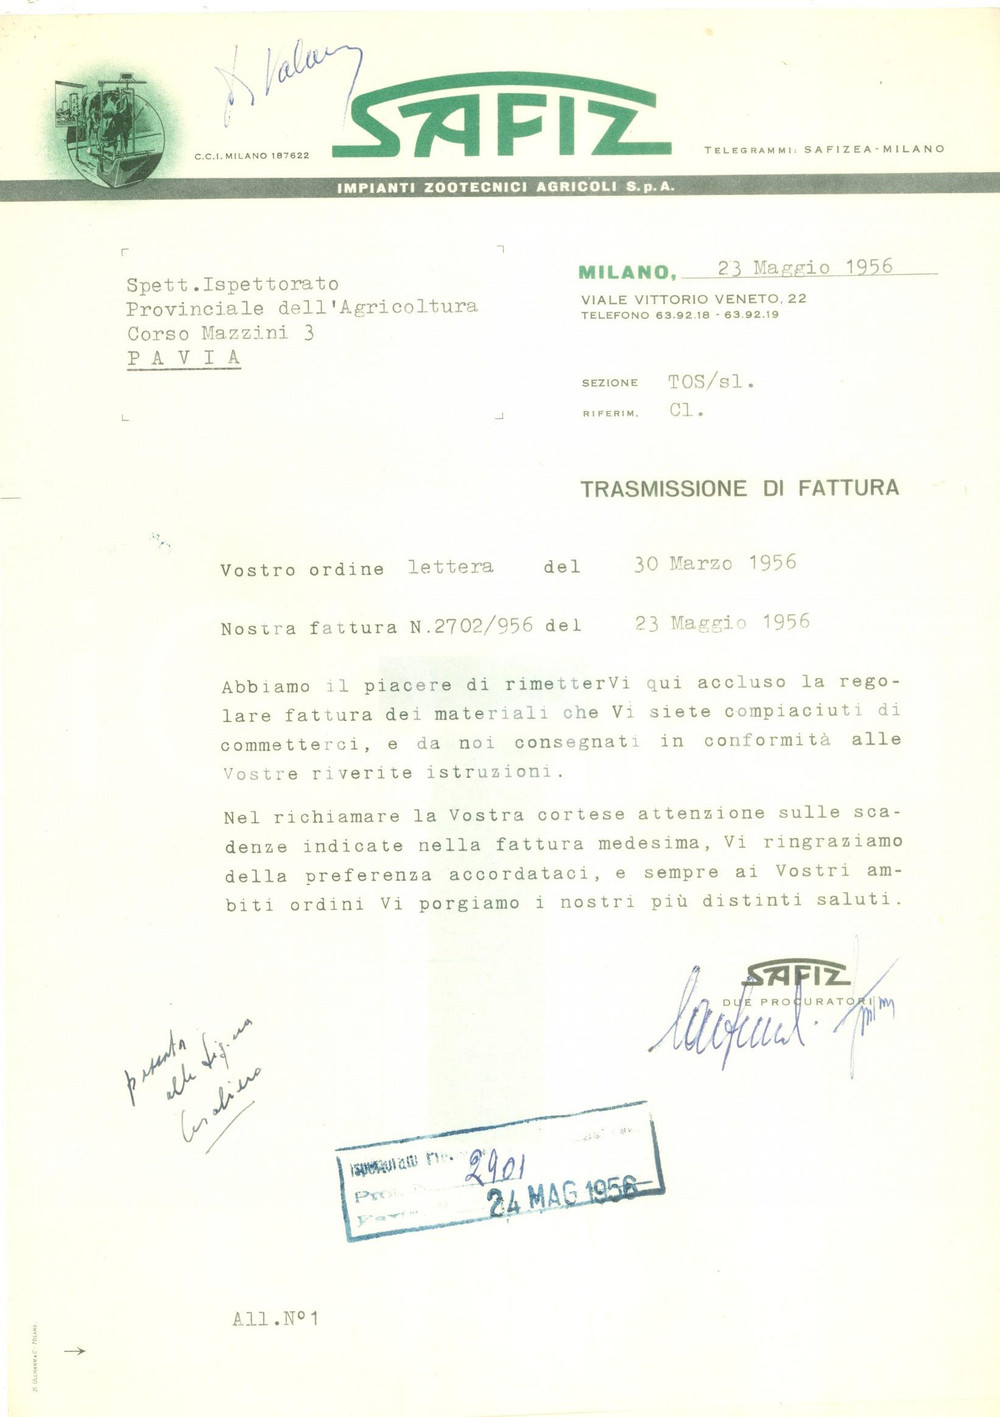 SAFIZ
C.C.I. MILANO 187622
TELEGRAMMI: SAFIZEA-MILANO
IMPIANTI ZOOTECNICI AGRICOLI S.p.A.
Spett.Ispettorato
Provinciale dell'Agricoltura
Corso Mazzini 3
P A V I A
MILANO, 23 Maggio 1956
VIALE VITTORIO VENETO, 22
TELEFONO 63.92.18 - 63.92.19
SEZIONE TOS/sl.
RIFERIM. Cl.
TRASMISSIONE DI FATTURA
Vostro ordine lettera del 30 Marzo 1956
Nostra fattura N.2702/956 del 23 Maggio 1956
Abbiamo il piacere di rimetterVi qui accluso la rego-
lare fattura dei materiali che Vi siete compiaciuti di
commetterci, e da noi consegnati in conformità alle
Vostre riverite istruzioni.
Nel richiamare la Vostra cortese attenzione sulle sca-
denze indicate nella fattura medesima, Vi ringraziamo
della preferenza accordataci, e sempre ai Vostri am-
biti ordini Vi porgiamo i nostri più distinti saluti.
SAFIZ
DUE PROCURATORI
alla
2901
24 MAG 1956
All.N° 1